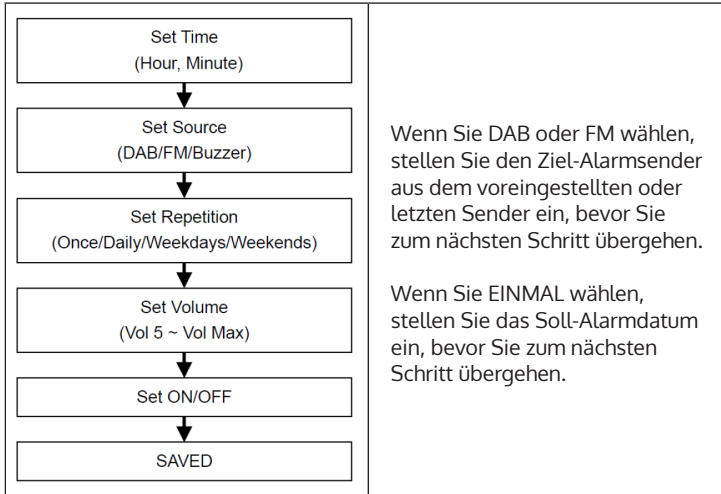 Set Time
(Hour, Minute)
Set Source
(DAB/FM/Buzzer)
Set Repetition
(Once/Daily/Weekdays/Weekends)
Set Volume
(Vol 5 ~ Vol Max)
Set ON/OFF
SAVED
Wenn Sie DAB oder FM wählen,
stellen Sie den Ziel-Alarmsender
aus dem voreingestellten oder
letzten Sender ein, bevor Sie
zum nächsten Schritt übergehen.
Wenn Sie EINMAL wählen,
stellen Sie das Soll-Alarmdatum
ein, bevor Sie zum nächsten
Schritt übergehen.